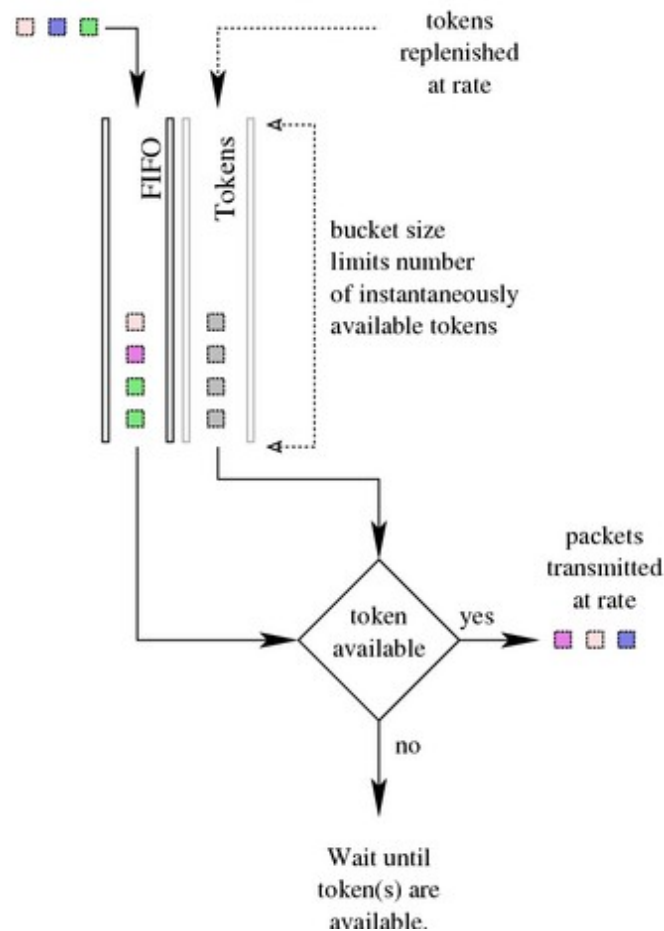 tokens
replenished
at rate
FIFO
Tokens
bucket size
limits number
of instantaneously
available tokens
packets
transmitted
at rate
token
available
yes
no
Wait until
token(s) are
available.